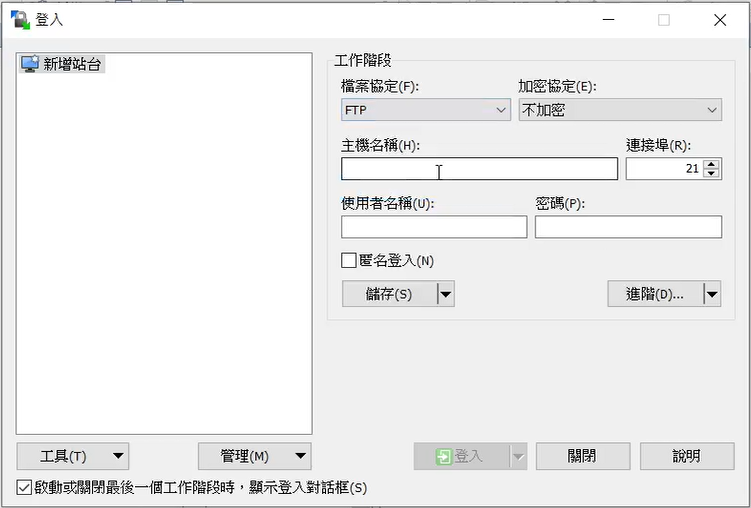 登入
新增站台
工作階段
檔案協定(F): 加密協定(E):
FTP 不加密
主機名稱(H): 連接埠(R):
21
使用者名稱(U): 密碼(P):
匿名登入(N)
儲存(S) 進階(D)...
工具(T) 管理(M) 登入 關閉 說明
啟動或關閉最後一個工作階段時，顯示登入對話框(S)